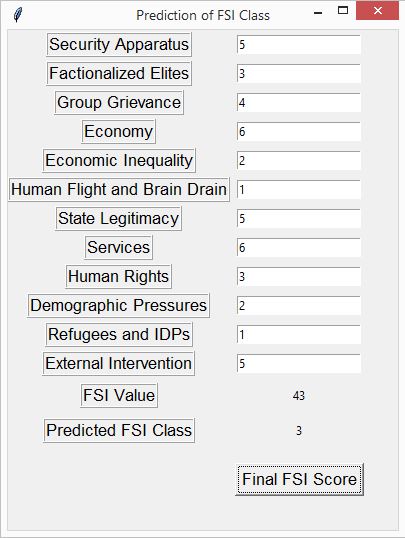 Prediction of FSI Class
Security Apparatus 5
Factionalized Elites 3
Group Grievance 4
Economy 6
Economic Inequality 2
Human Flight and Brain Drain 1
State Legitimacy 5
Services 6
Human Rights 3
Demographic Pressures 2
Refugees and IDPs 1
External Intervention 5
FSI Value 43
Predicted FSI Class 3
Final FSI Score